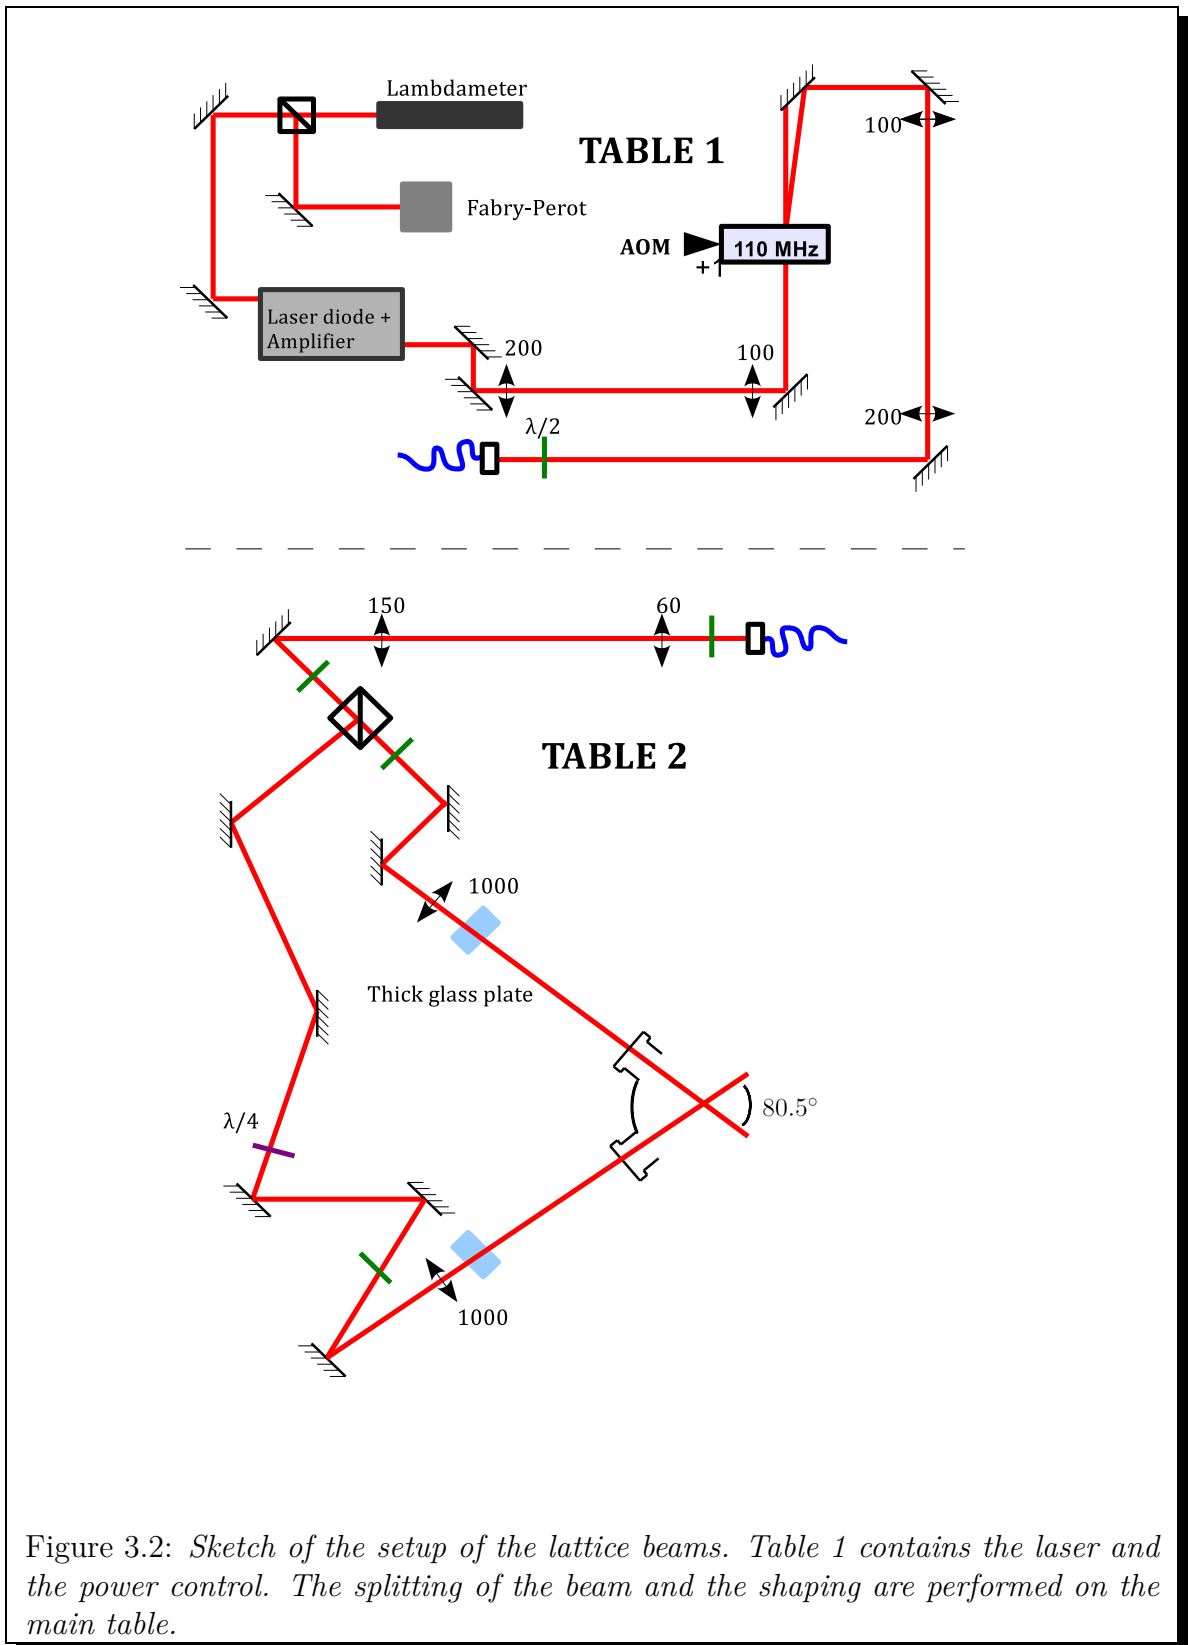 Lambdameter
TABLE 1
100
Fabry-Perot
AOM
110 MHz
+1
Laser diode +
Amplifier
200
100
200
λ/2
150
60
TABLE 2
1000
Thick glass plate
80.5°
λ/4
1000
Figure 3.2: Sketch of the setup of the lattice beams. Table 1 contains the laser and
the power control. The splitting of the beam and the shaping are performed on the
main table.